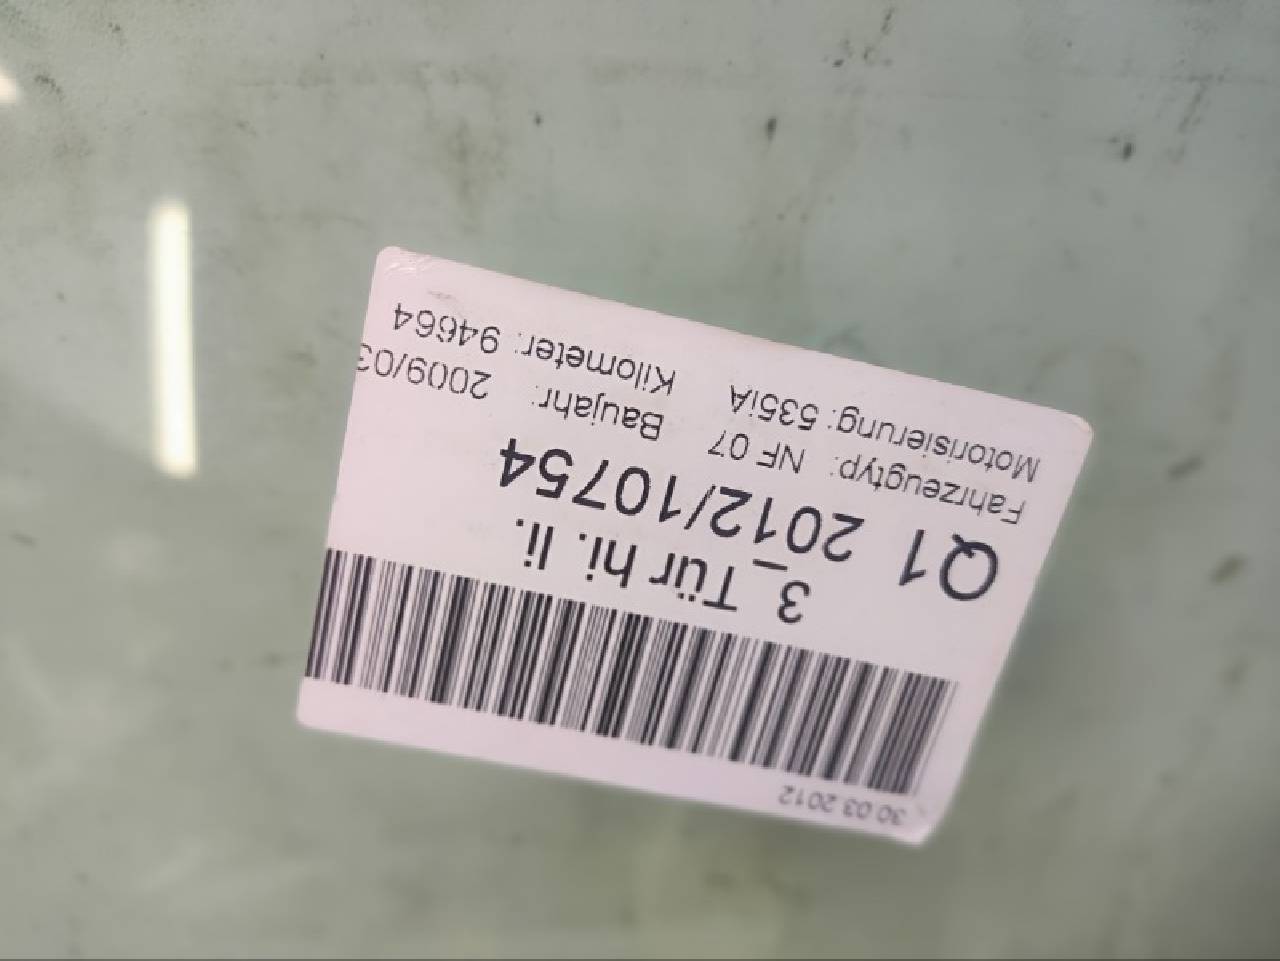 30.03.2012
3_Tür hi. li.
Q1 2012/10754
Fahrzeugtyp: NF 07 Baujahr: 2009/03
Motorisierung: 535iA Kilometer: 94664